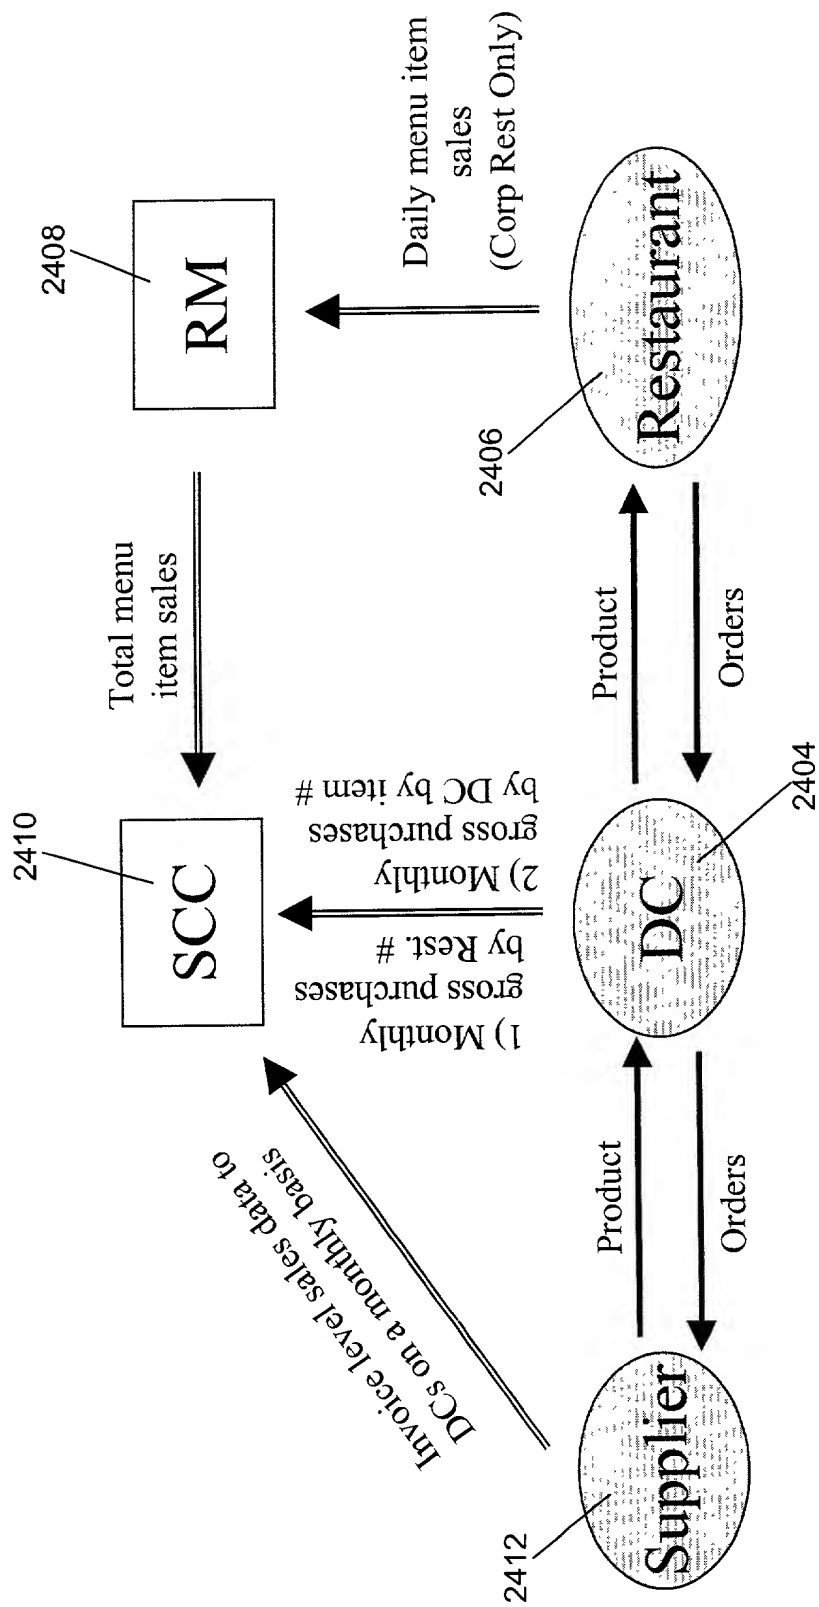 2410
SCC
Total menu
item sales
2408
RM
Invoice level sales data to
DCs on a monthly basis
1) Monthly
gross purchases
by Rest. #
2) Monthly
gross purchases
by DC by item #
Daily menu item
sales
(Corp Rest Only)
2412
Supplier
Product
Orders
DC
2404
Product
Orders
2406
Restaurant